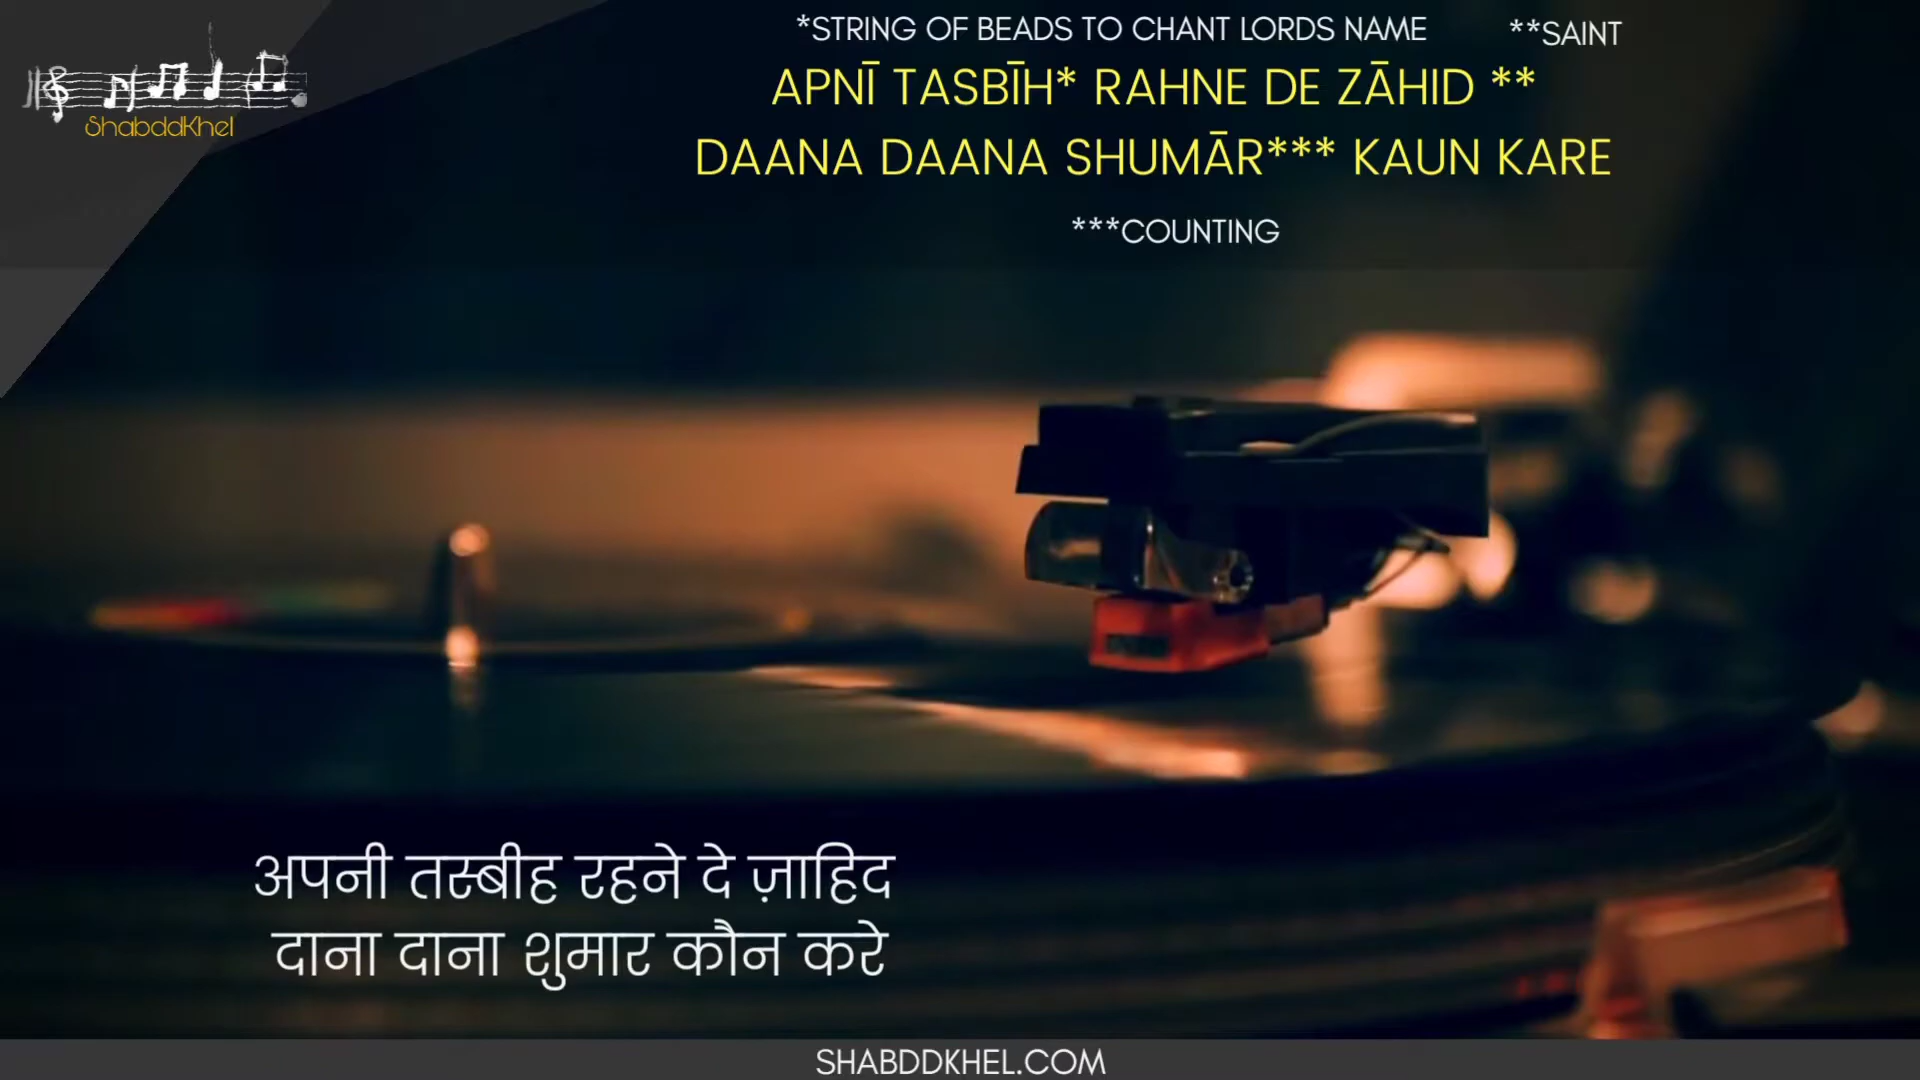 ShabddKhel
*STRING OF BEADS TO CHANT LORDS NAME
**SAINT
APNĪ TASBĪH* RAHNE DE ZĀHID **
DAANA DAANA SHUMĀR*** KAUN KARE
***COUNTING
अपनी तस्बीह रहने दे ज़ाहिद
दाना दाना शुमार कौन करे
SHABDDKHEL.COM